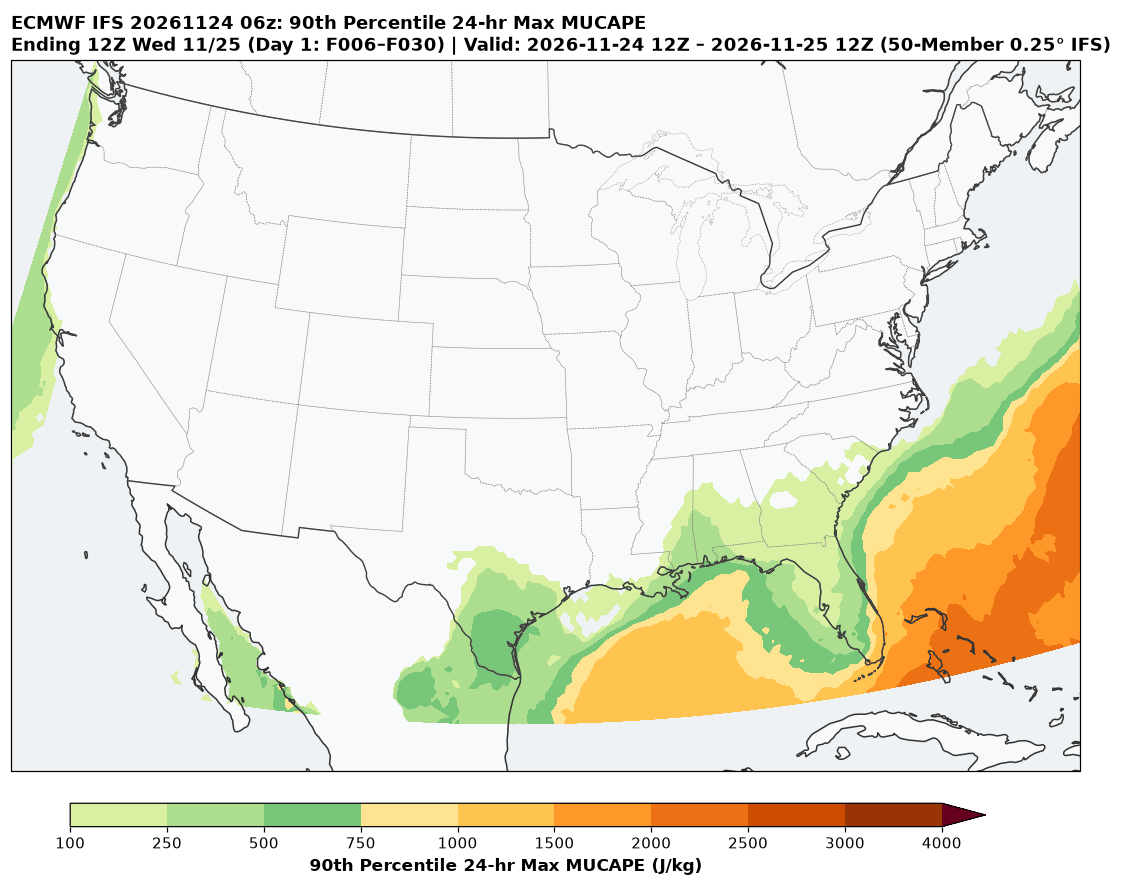 ECMWF IFS 20261124 06z: 90th Percentile 24-hr Max MUCAPE
Ending 12Z Wed 11/25 (Day 1: F006–F030) | Valid: 2026-11-24 12Z – 2026-11-25 12Z (50-Member 0.25° IFS)
100 250 500 750 1000 1500 2000 2500 3000 4000
90th Percentile 24-hr Max MUCAPE (J/kg)